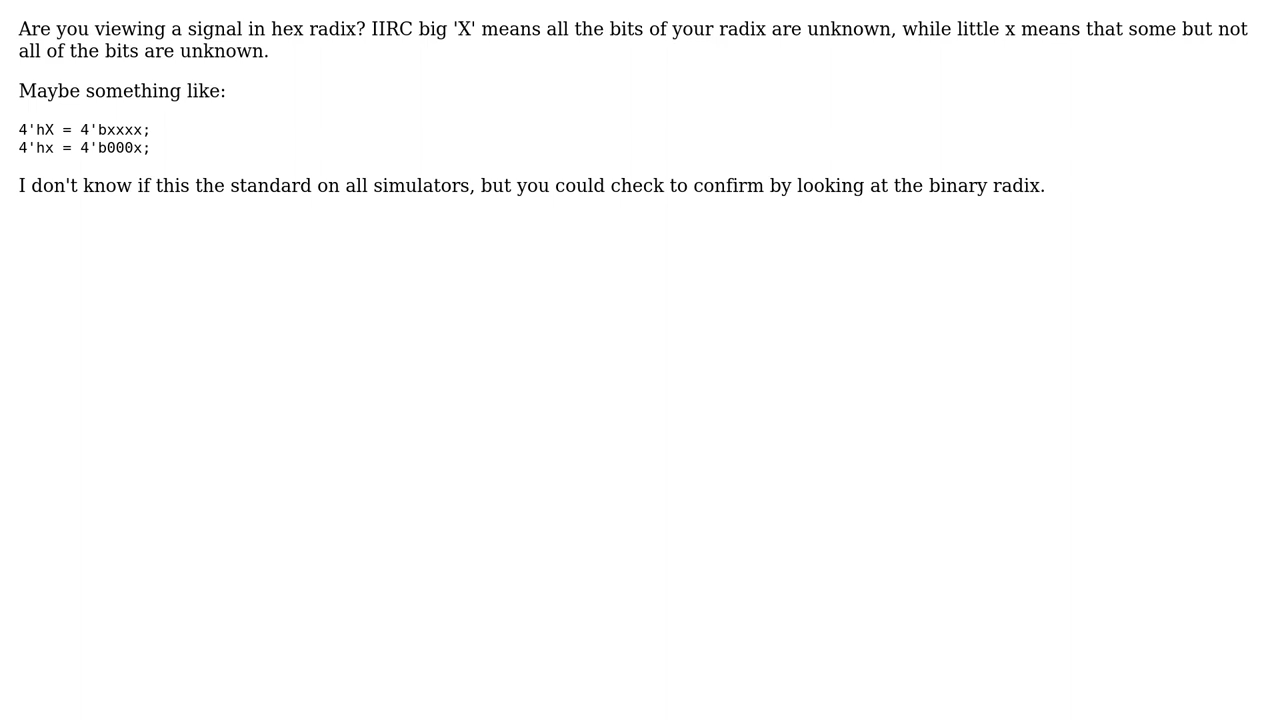 Are you viewing a signal in hex radix? IIRC big 'X' means all the bits of your radix are unknown, while little x means that some but not
all of the bits are unknown.
Maybe something like:
4'hX = 4'bxxxx;
4'hx = 4'b000x;
I don't know if this the standard on all simulators, but you could check to confirm by looking at the binary radix.